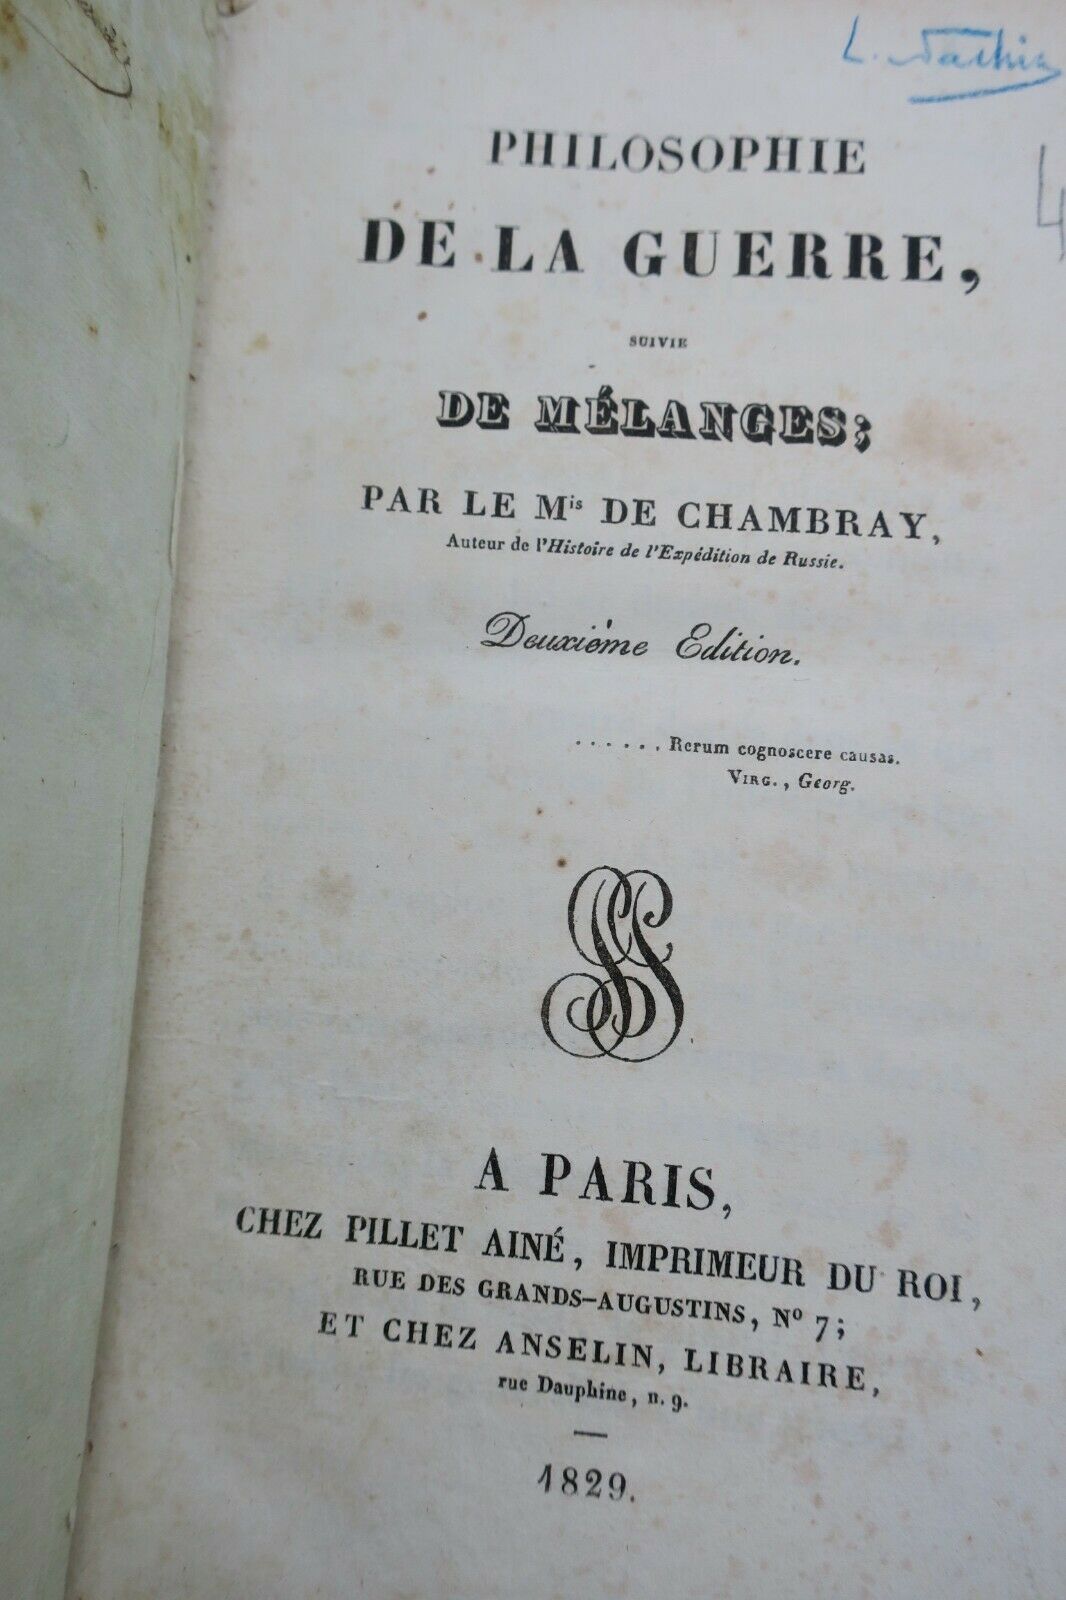 PHILOSOPHIE
DE LA GUERRE,
SUIVIE
DE MÉLANGES;
PAR LE Mis DE CHAMBRAY,
Auteur de l'Histoire de l'Expédition de Russie.
Deuxième Edition.
...... Rerum cognoscere causas.
VIRG., Georg.
A PARIS,
CHEZ PILLET AINÉ, IMPRIMEUR DU ROI,
RUE DES GRANDS-AUGUSTINS, Nº 7;
ET CHEZ ANSELIN, LIBRAIRE,
rue Dauphine, n. 9.
1829.